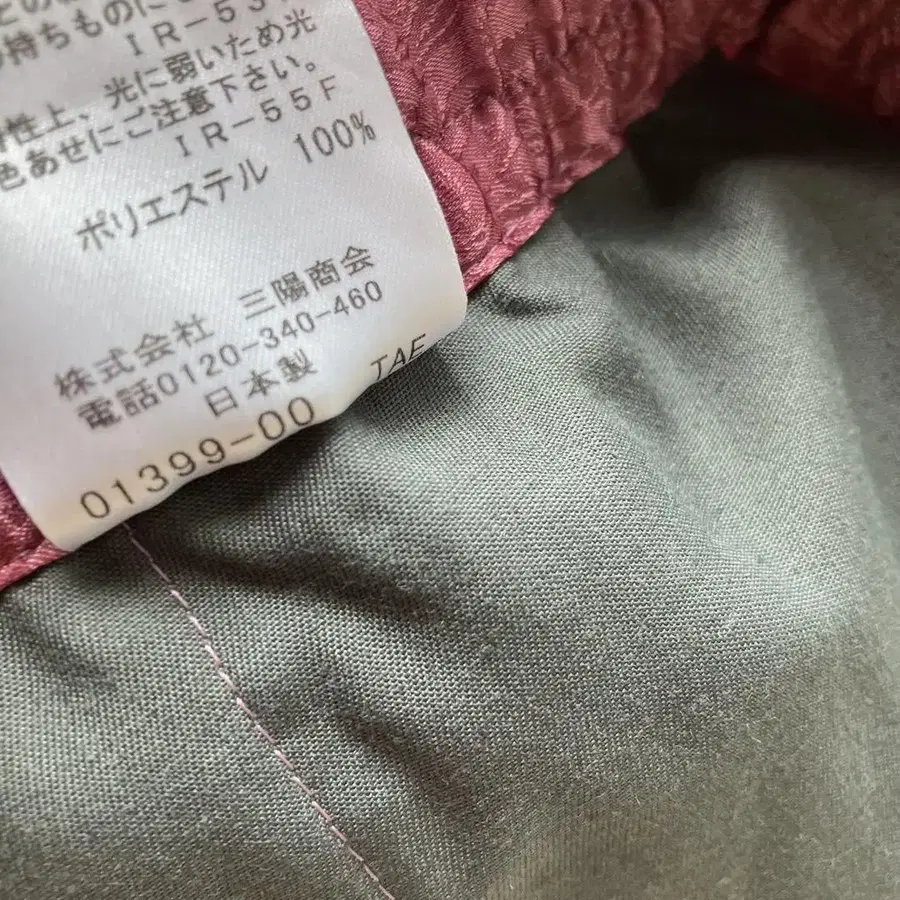 持ちものに
IR-53
性上、光に弱いため光
色あせにご注意下さい。
IR-55F
ポリエステル 100%
株式会社 三陽商会
電話0120-340-460
日本製
TAF
01399-00